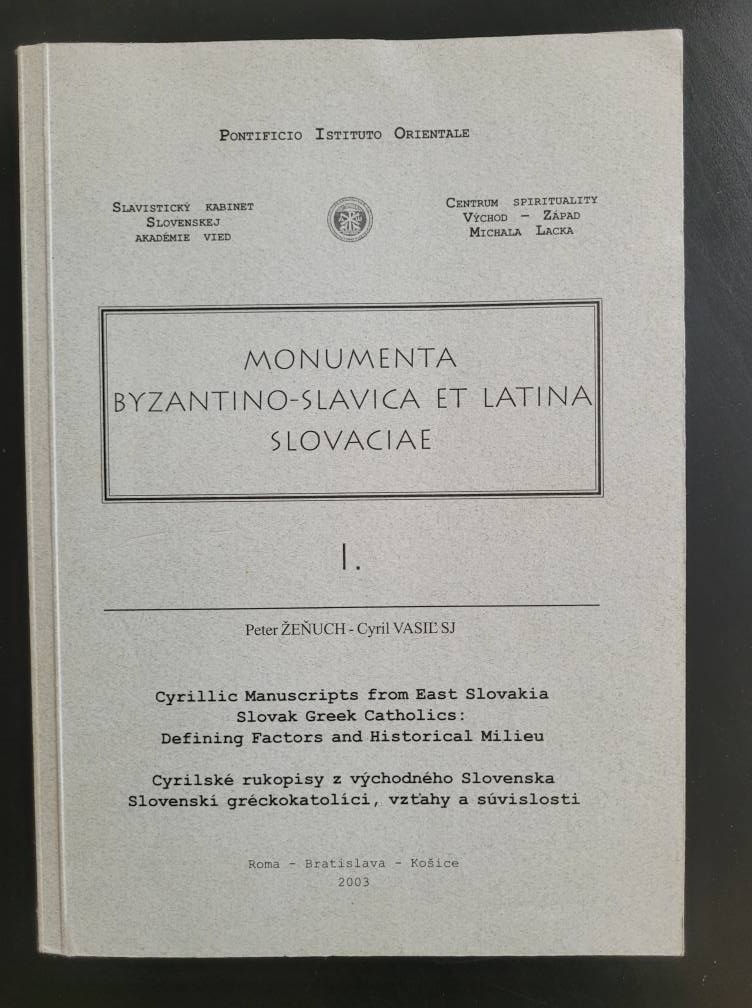 PONTIFICIO ISTITUTO ORIENTALE
SLAVISTICKÝ KABINET
SLOVENSKEJ
AKADÉMIE VIED
CENTRUM SPIRITUALITY
VÝCHOD – ZÁPAD
MICHALA LACKA
MONUMENTA
BYZANTINO-SLAVICA ET LATINA
SLOVACIAE
I.
Peter ŽEŇUCH - Cyril VASIĽ SJ
Cyrillic Manuscripts from East Slovakia
Slovak Greek Catholics:
Defining Factors and Historical Milieu
Cyrilské rukopisy z východného Slovenska
Slovenskí gréckokatolíci, vzťahy a súvislosti
Roma – Bratislava – Košice
2003